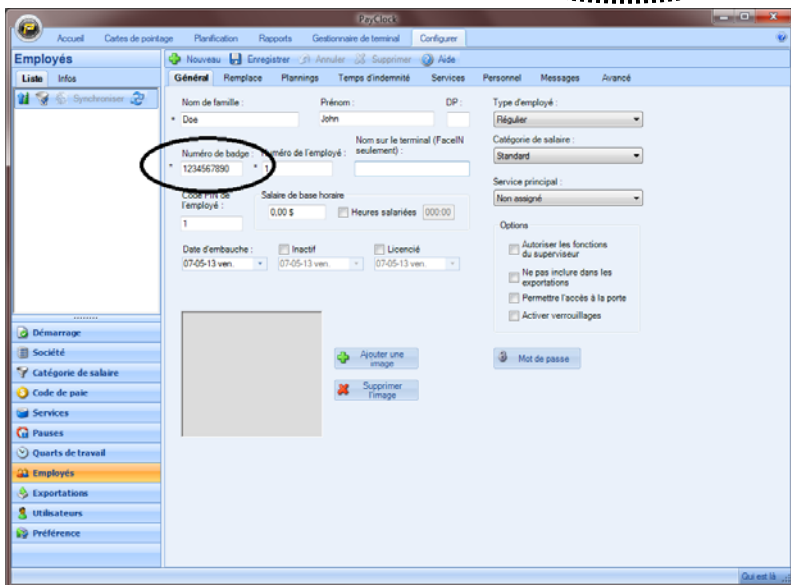 PayClock
Accueil Cartes de pointage Planification Rapports Gestionnaire de terminal Configurer
Employés
Nouveau Enregistrer Annuler Supprimer Aide
Liste Infos
Général Remplace Plannings Temps d'indemnité Services Personnel Messages Avancé
Synchroniser
Nom de famille : Prénom : DP : Type d'employé :
* Doe John Régulier
Numéro de badge : Numéro de l'employé : Nom sur le terminal (FaceIN seulement) : Catégorie de salaire :
* 1234567890 * 1 Standard
Service principal :
Code PIN de l'employé : Salaire de base horaire Non assigné
1 0,00 $ Heures salariées 000:00
Options
Date d'embauche : Inactif Licencié
07-05-13 ven. 07-05-13 ven. 07-05-13 ven.
Autoriser les fonctions
du superviseur
Ne pas inclure dans les
exportations
Permettre l'accès à la porte
Activer verrouillages
Démarrage
Société
Catégorie de salaire
Code de paie
Services
Pauses
Quarts de travail
Employés
Exportations
Utilisateurs
Préférence
Ajouter une
image
Mot de passe
Supprimer
l'image
Qui est là